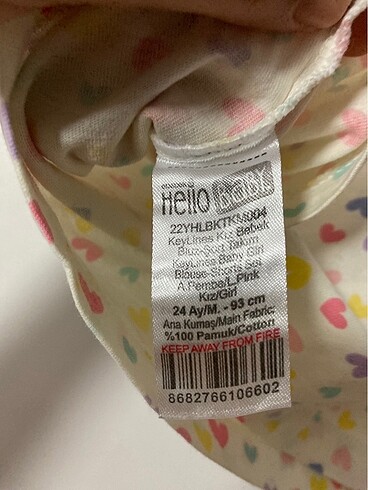 Hello BABY
22YHLBKTKM004
KeyLines Kız Bebek
Bluz-Şort Takım
KeyLines Baby Girl
Blouse-Shorts Set
A.Pembe/L.Pink
Kız/Girl
24 Ay/M. - 93 cm
Ana Kumaş/Main Fabric:
%100 Pamuk/Cotton
KEEP AWAY FROM FIRE
8682766106602